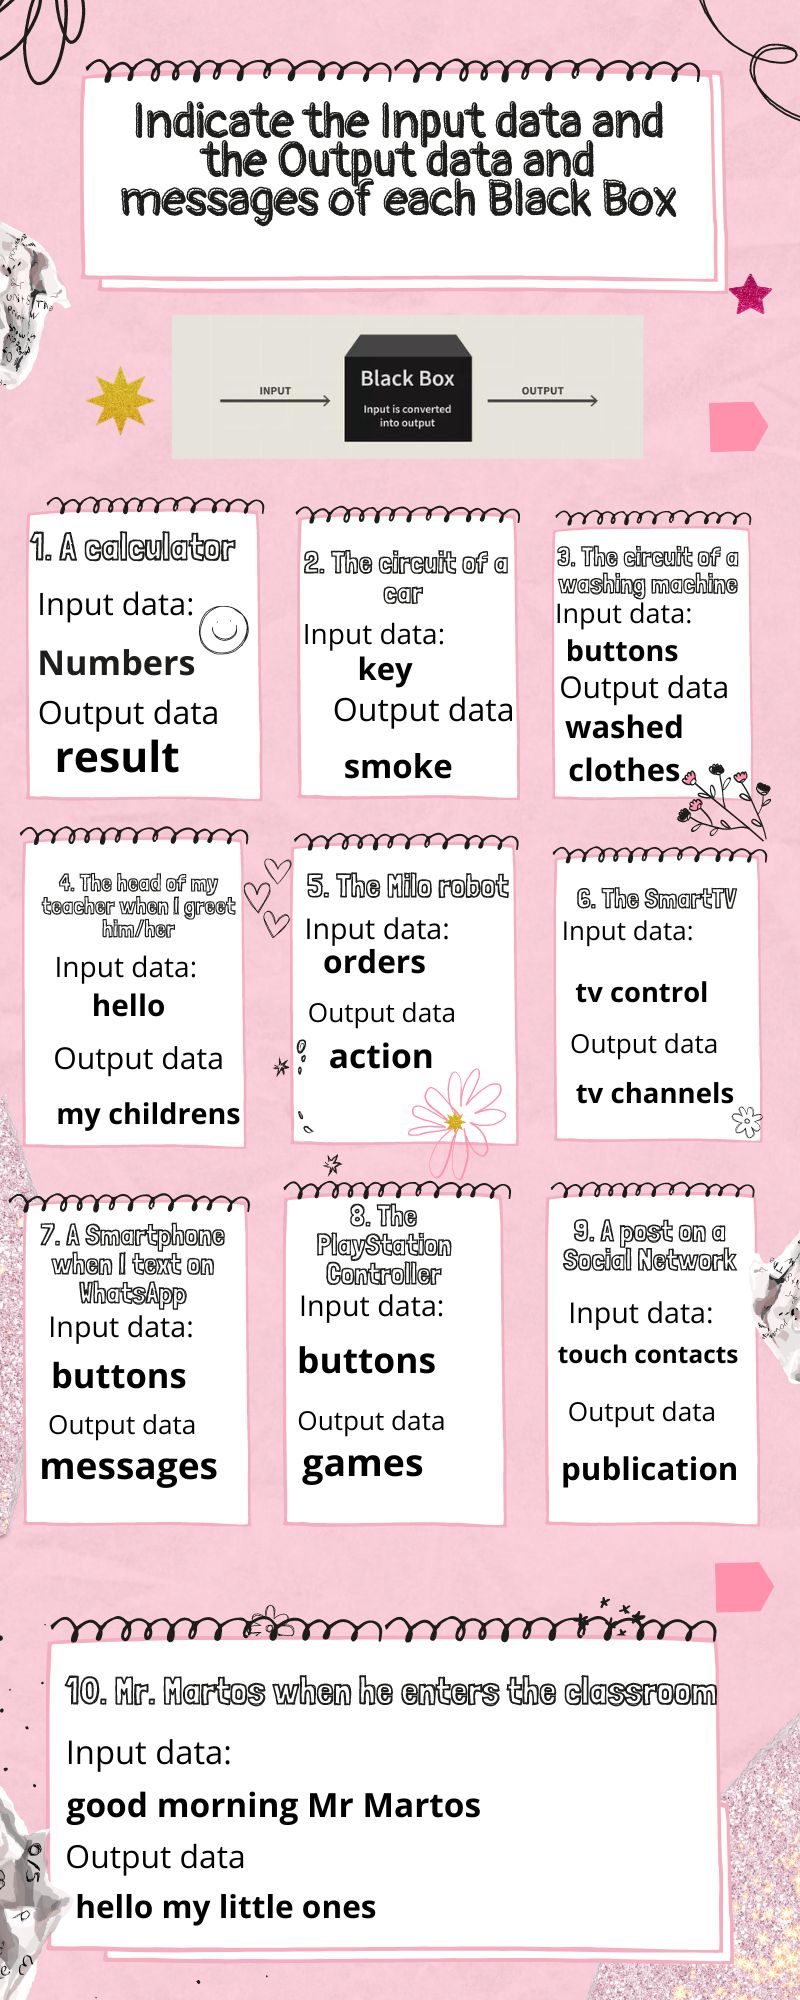 Indicate the Input data and
the Output data and
messages of each Black Box
INPUT
Black Box
Input is converted
into output
OUTPUT
1. A calculator
Input data:
Numbers
Output data
result
2. The circuit of a
car
Input data:
key
Output data
smoke
3. The circuit of a
washing machine
Input data:
buttons
Output data
washed
clothes
4. The head of my
teacher when I greet
him/her
Input data:
hello
Output data
my childrens
5. The Milo robot
Input data:
orders
Output data
action
6. The SmartTV
Input data:
tv control
Output data
tv channels
7. A Smartphone
when I text on
WhatsApp
Input data:
buttons
Output data
messages
8. The
PlayStation
Controller
Input data:
buttons
Output data
games
9. A post on a
Social Network
Input data:
touch contacts
Output data
publication
10. Mr. Martos when he enters the classroom
Input data:
good morning Mr Martos
Output data
hello my little ones